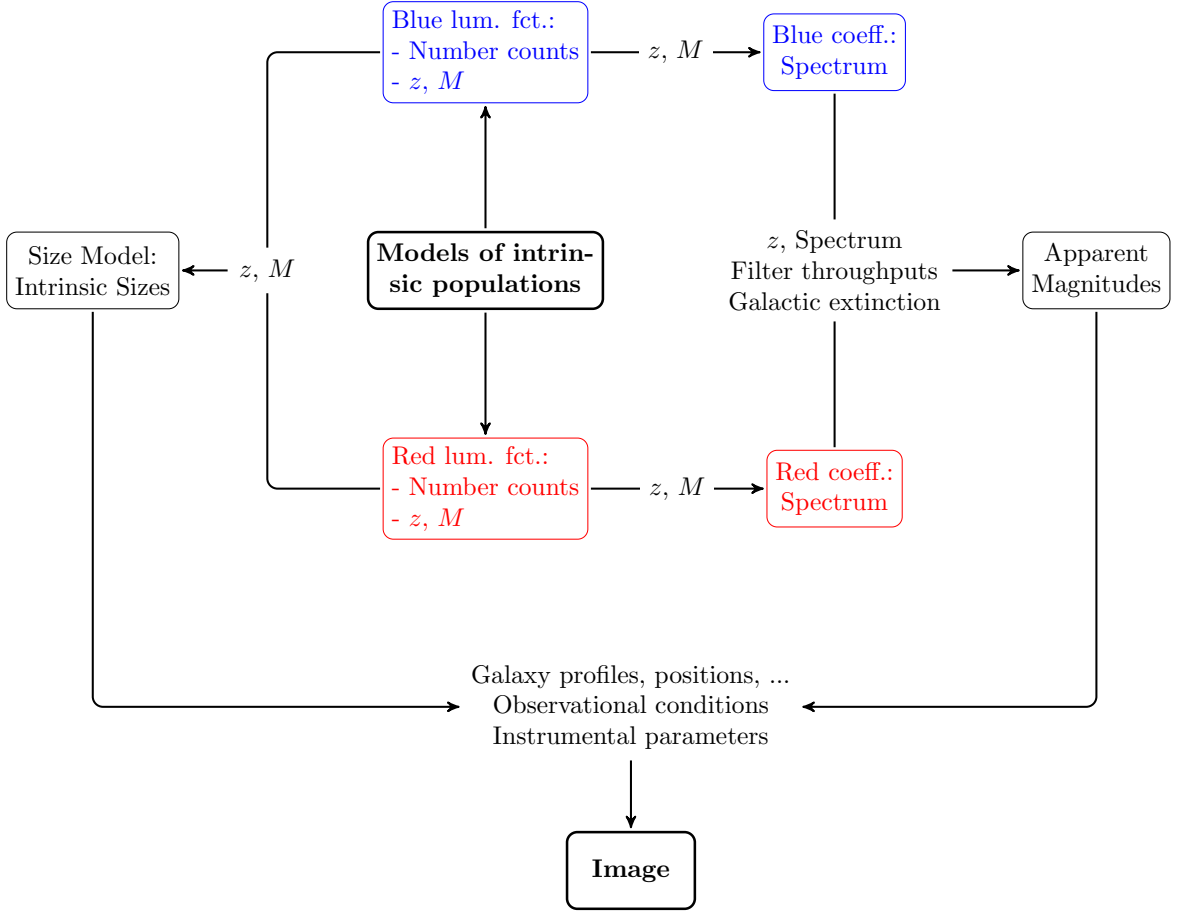 Blue lum. fct.:
- Number counts
- z, M
z, M
Blue coeff.:
Spectrum
Size Model:
Intrinsic Sizes
z, M
Models of intrin-
sic populations
z, Spectrum
Filter throughputs
Galactic extinction
Apparent
Magnitudes
Red lum. fct.:
- Number counts
- z, M
z, M
Red coeff.:
Spectrum
Galaxy profiles, positions, ...
Observational conditions
Instrumental parameters
Image